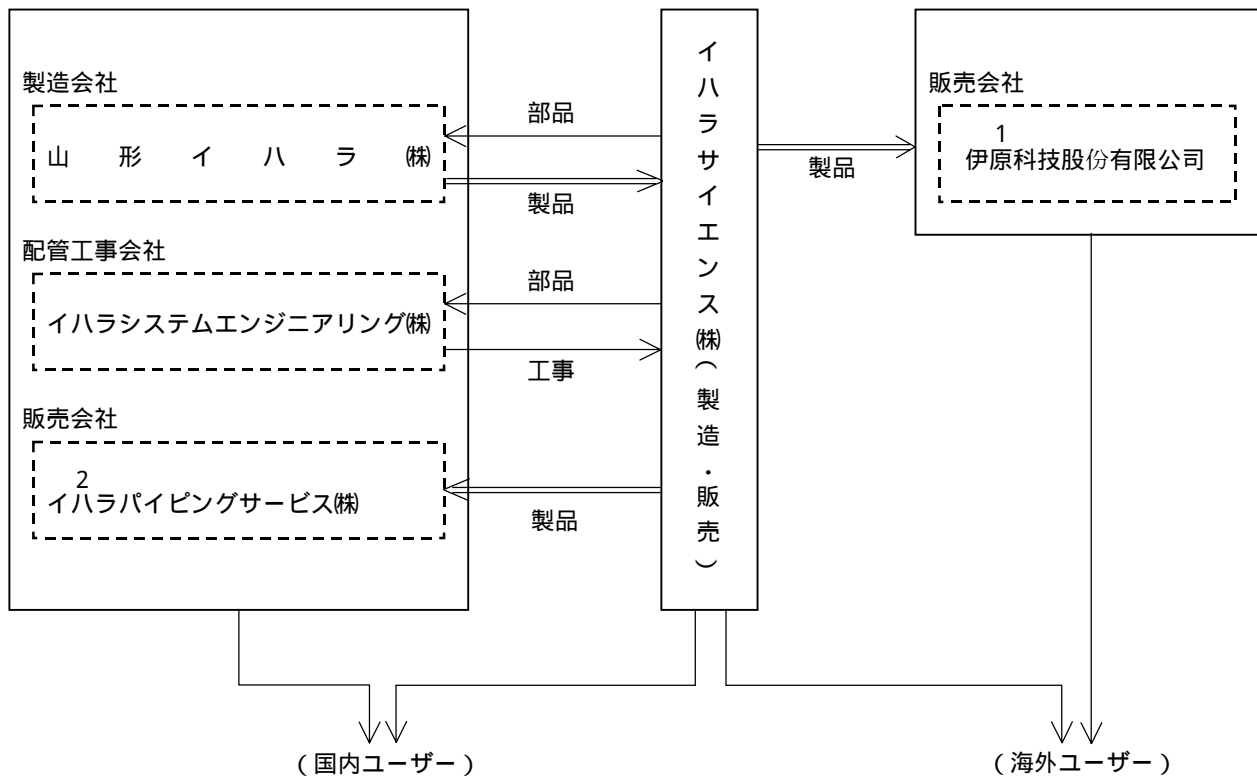 製造会社
山形イハラ㈱
部品
製品
配管工事会社
イハラシステムエンジニアリング㈱
部品
工事
販売会社
2
イハラパイピングサービス㈱
製品
イハラサイエンス㈱(製造・販売)
製品
販売会社
1
伊原科技股份有限公司
(国内ユーザー)
(海外ユーザー)